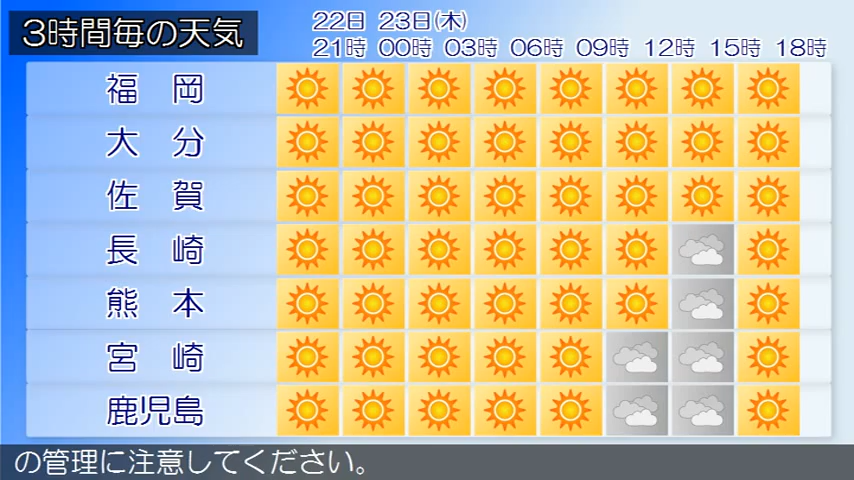 3時間毎の天気
22日 23日(木)
21時 00時 03時 06時 09時 12時 15時 18時
福 岡
大 分
佐 賀
長 崎
熊 本
宮 崎
鹿児島
の管理に注意してください。